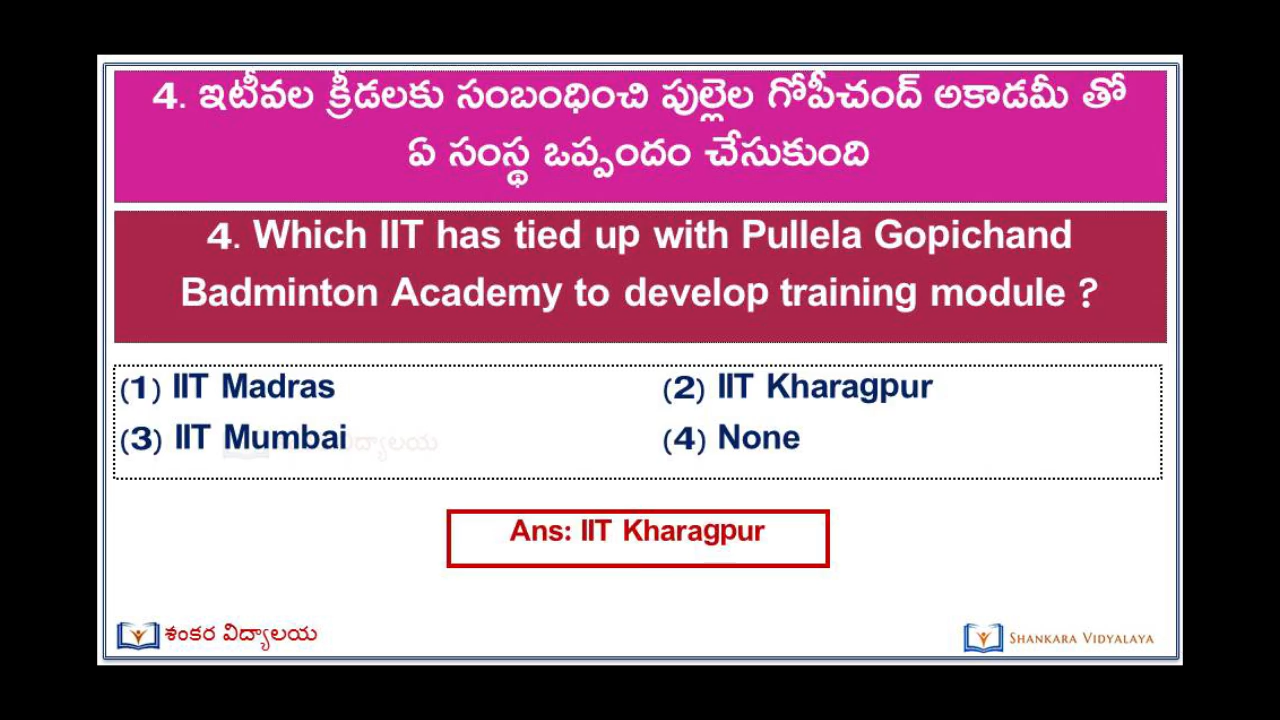 4. ఇటీవల క్రీడలకు సంబంధించి పుల్లెల గోపీచంద్ అకాడమీ తో
ఏ సంస్థ ఒప్పందం చేసుకుంది
4. Which IIT has tied up with Pullela Gopichand
Badminton Academy to develop training module ?
(1) IIT Madras (2) IIT Kharagpur
(3) IIT Mumbai (4) None
విద్యాలయ
Ans: IIT Kharagpur
శంకర విద్యాలయ
SHANKARA VIDYALAYA